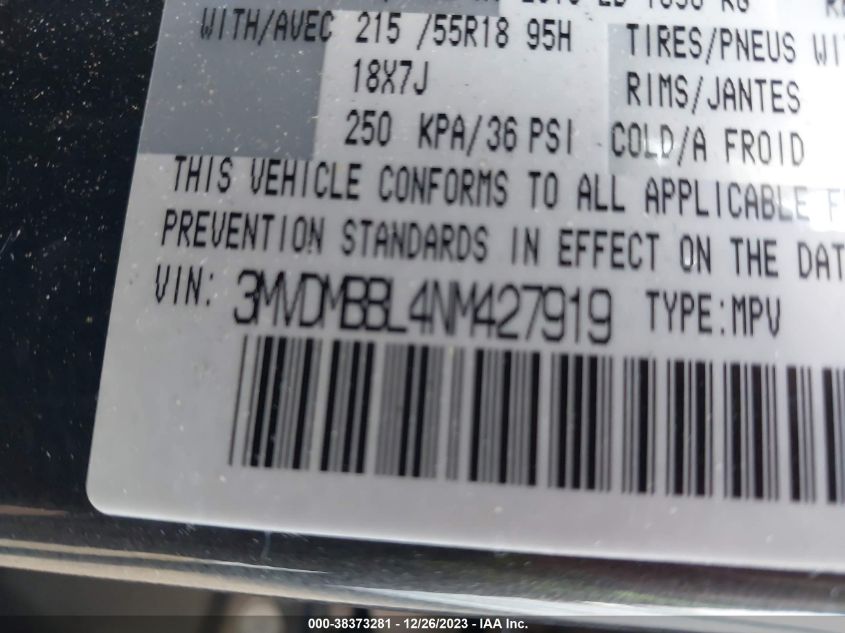 WITH/AVEC 215 /55R18 95H TIRES/PNEUS
18X7J RIMS/JANTES
250 KPA/36 PSI COLD/A FROID
THIS VEHICLE CONFORMS TO ALL APPLICABLE
PREVENTION STANDARDS IN EFFECT ON THE DAT
VIN: 3MVDMBBL4NM427919 TYPE:MPV
000-38373281 - 12/26/2023 - IAA Inc.